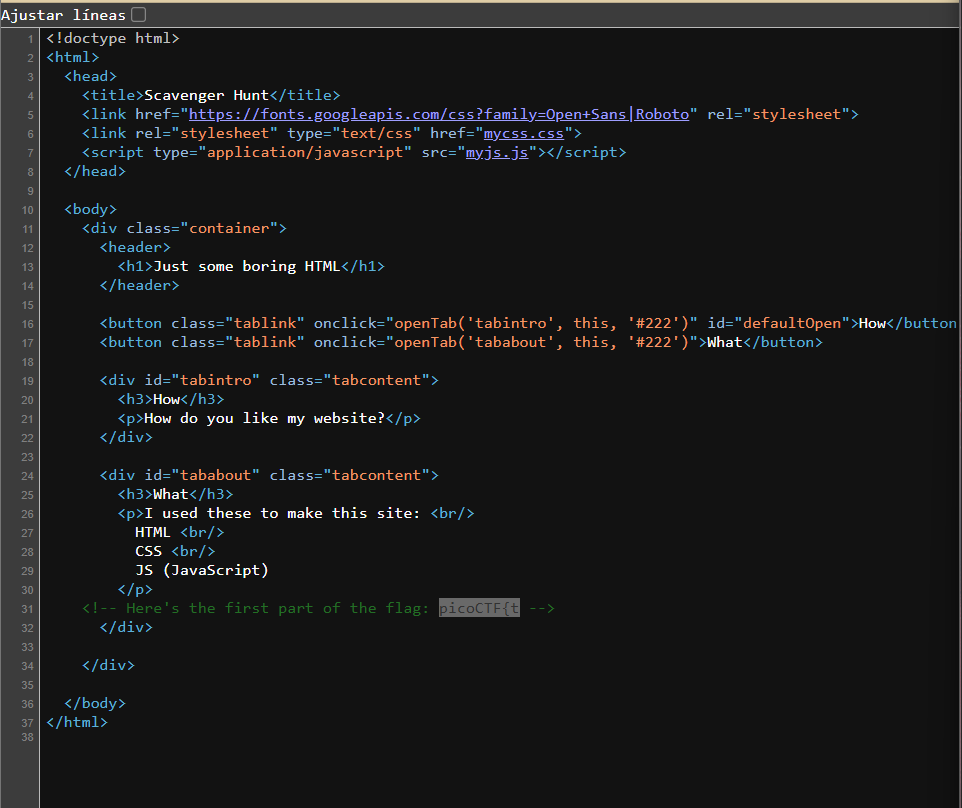 Ajustar líneas
1 <!doctype html>
2 <html>
3 <head>
4 <title>Scavenger Hunt</title>
5 <link href="https://fonts.googleapis.com/css?family=Open+Sans|Roboto" rel="stylesheet">
6 <link rel="stylesheet" type="text/css" href="mycss.css">
7 <script type="application/javascript" src="myjs.js"></script>
8 </head>
9
10 <body>
11 <div class="container">
12 <header>
13 <h1>Just some boring HTML</h1>
14 </header>
15
16 <button class="tablink" onclick="openTab('tabintro', this, '#222')" id="defaultOpen">How</button
17 <button class="tablink" onclick="openTab('tababout', this, '#222')">What</button>
18
19 <div id="tabintro" class="tabcontent">
20 <h3>How</h3>
21 <p>How do you like my website?</p>
22 </div>
23
24 <div id="tababout" class="tabcontent">
25 <h3>What</h3>
26 <p>I used these to make this site: <br/>
27 HTML <br/>
28 CSS <br/>
29 JS (JavaScript)
30 </p>
31 <!-- Here's the first part of the flag: picoCTF{t -->
32 </div>
33
34 </div>
35
36 </body>
37 </html>
38